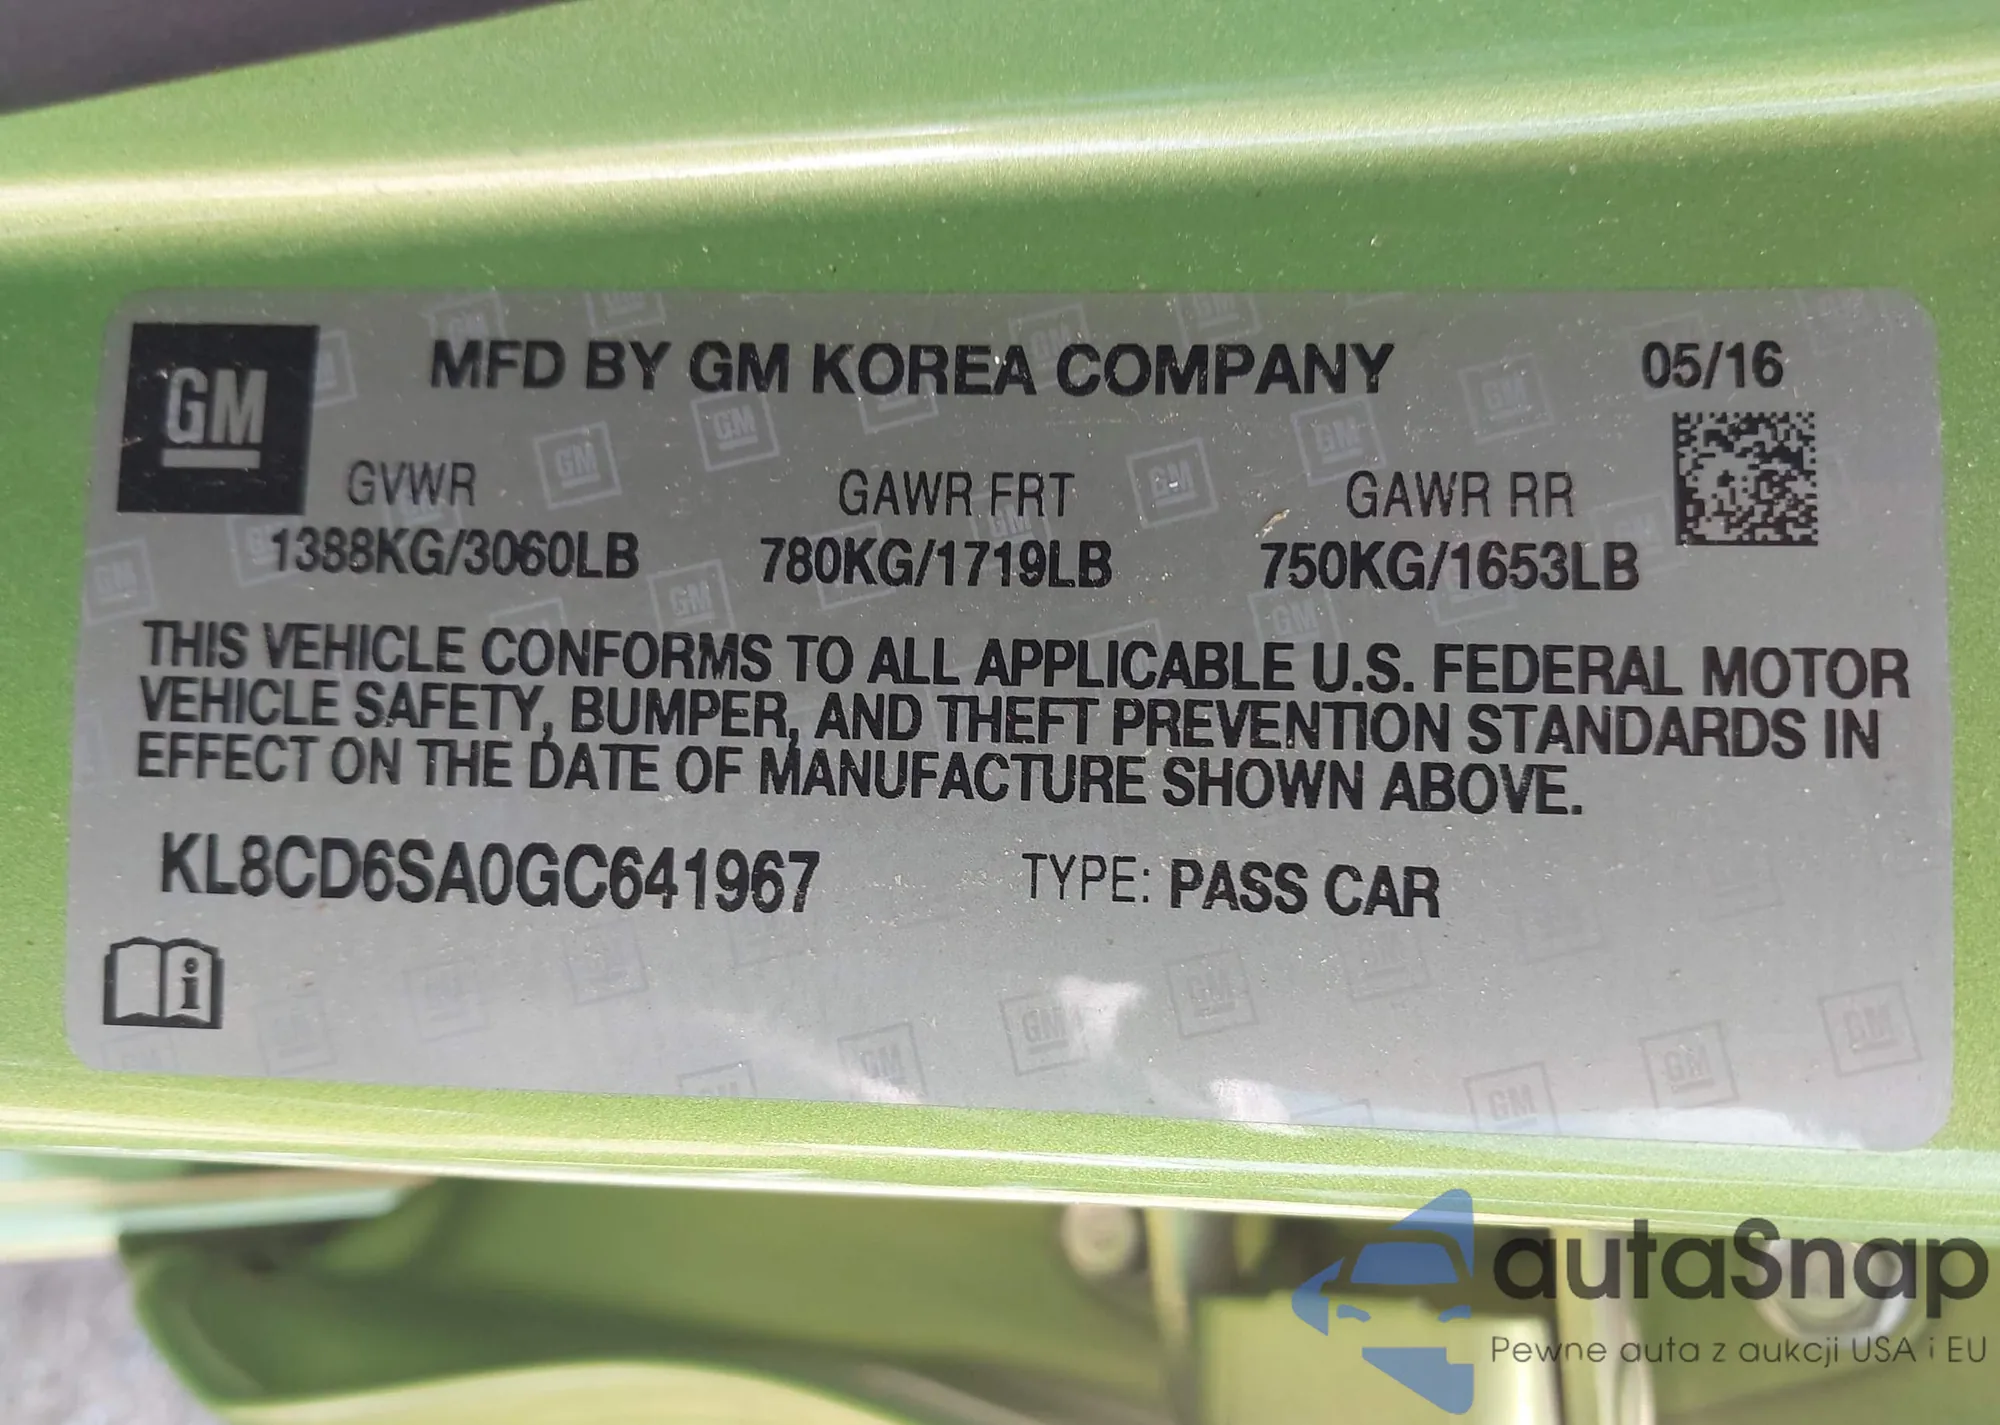 GM
MFD BY GM KOREA COMPANY 05/16
GVWR GAWR FRT GAWR RR
1388KG/3060LB 780KG/1719LB 750KG/1653LB
THIS VEHICLE CONFORMS TO ALL APPLICABLE U.S. FEDERAL MOTOR
VEHICLE SAFETY, BUMPER, AND THEFT PREVENTION STANDARDS IN
EFFECT ON THE DATE OF MANUFACTURE SHOWN ABOVE.
KL8CD6SA0GC641967 TYPE: PASS CAR
i
autaSnap
Pewne auta z aukcji USA i EU